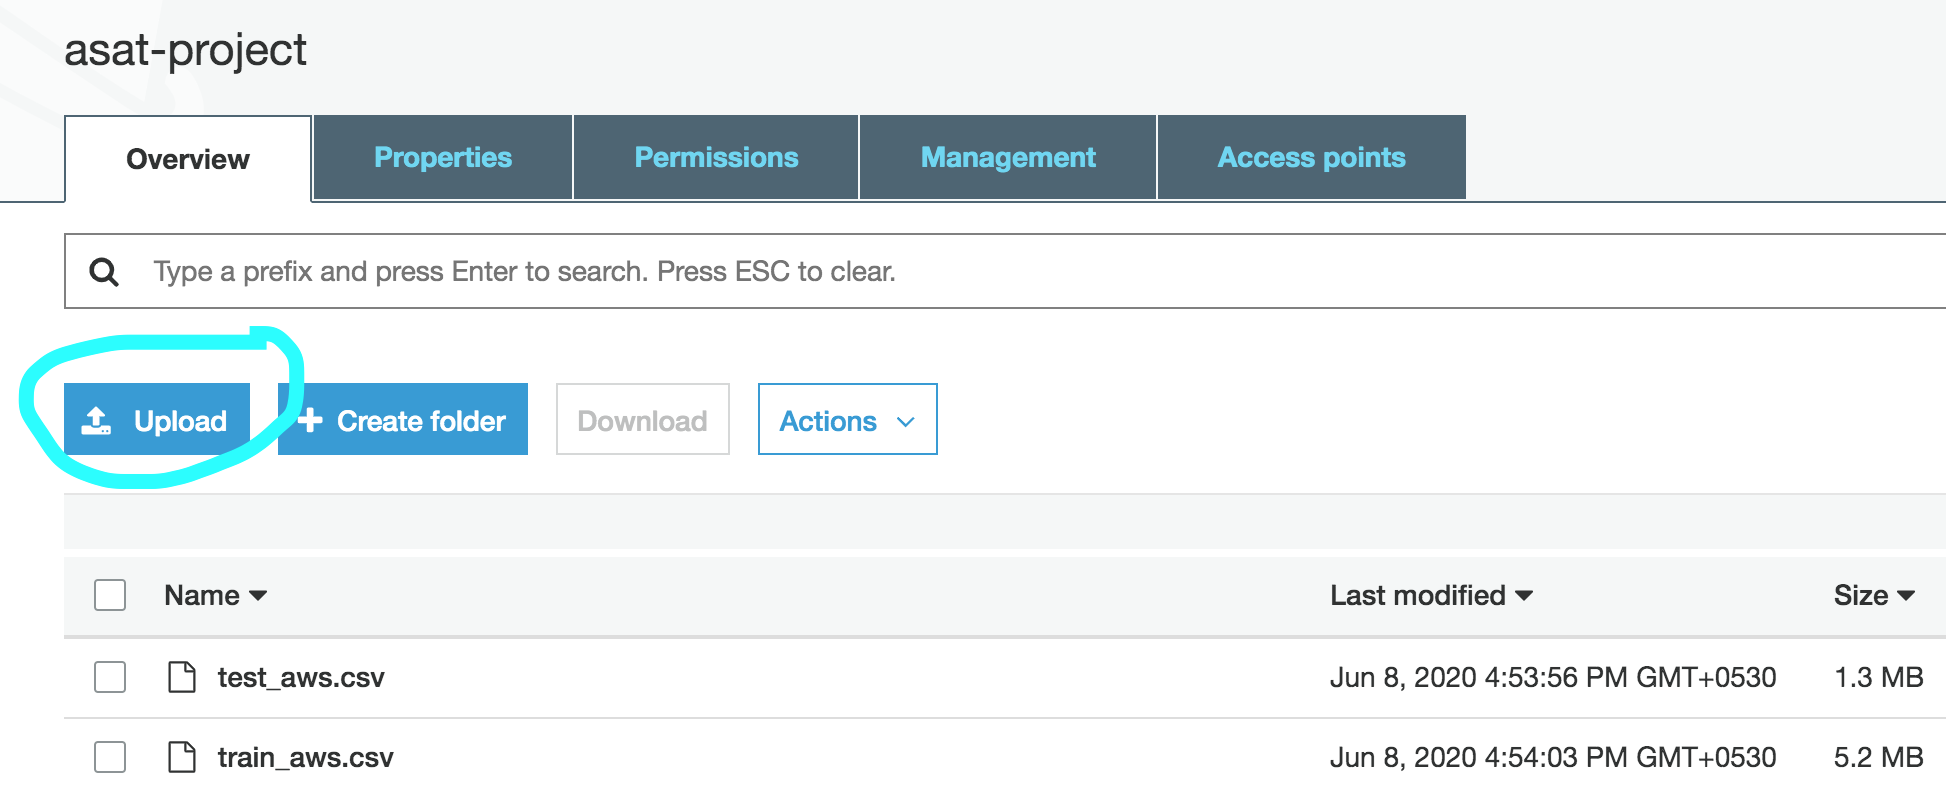 asat-project
Overview Properties Permissions Management Access points
Type a prefix and press Enter to search. Press ESC to clear.
Upload Create folder Download Actions
Name Last modified Size
test_aws.csv Jun 8, 2020 4:53:56 PM GMT+0530 1.3 MB
train_aws.csv Jun 8, 2020 4:54:03 PM GMT+0530 5.2 MB